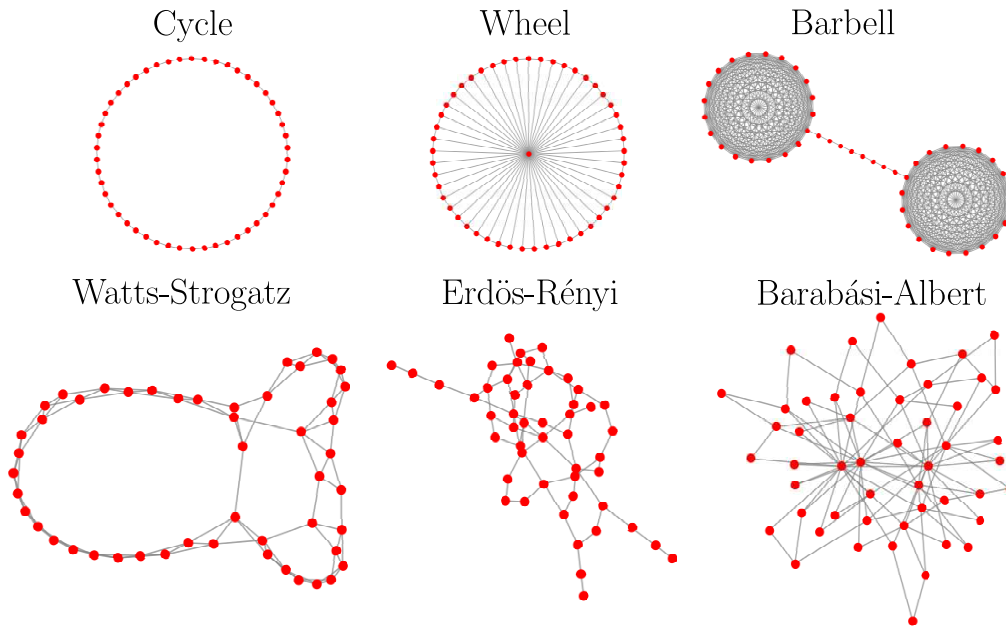 Cycle
Wheel
Barbell
Watts-Strogatz
Erdös-Rényi
Barabási-Albert